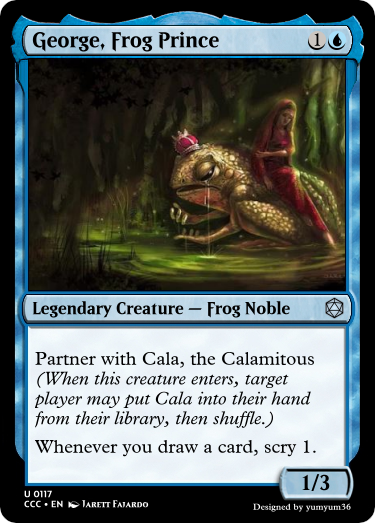 George, Frog Prince 1
Legendary Creature — Frog Noble
Partner with Cala, the Calamitous
(When this creature enters, target
player may put Cala into their hand
from their library, then shuffle.)
Whenever you draw a card, scry 1.
1/3
U 0117
CCC • EN Jarett Fajardo
Designed by yumyum36